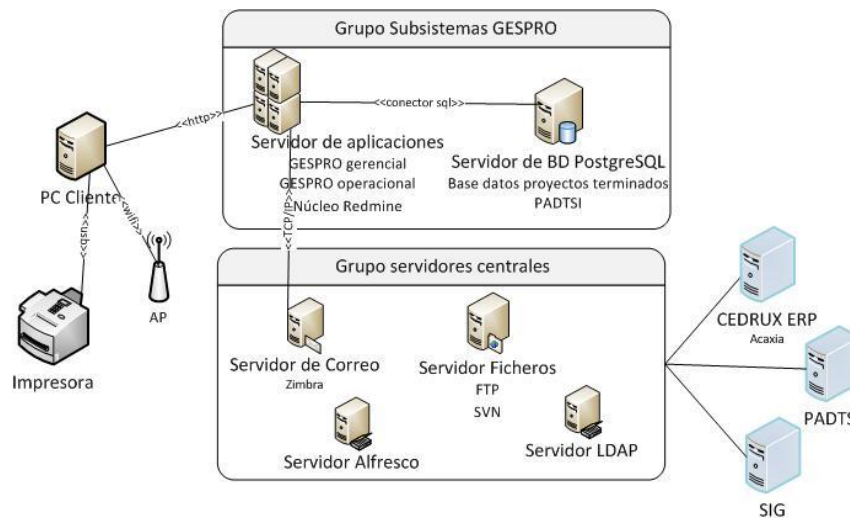 Grupo Subsistemas GESPRO
<<http>>
<<conector sql>>
Servidor de aplicaciones
GESPRO gerencial
GESPRO operacional
Núcleo Redmine
Servidor de BD PostgreSQL
Base datos proyectos terminados
PADTSI
PC Cliente
<<usb>>
<<wifi>>
<<TCP/IP>>
AP
Impresora
Grupo servidores centrales
Servidor de Correo
Zimbra
Servidor Ficheros
FTP
SVN
Servidor Alfresco
Servidor LDAP
CEDRUX ERP
Acaxia
PADTS
SIG